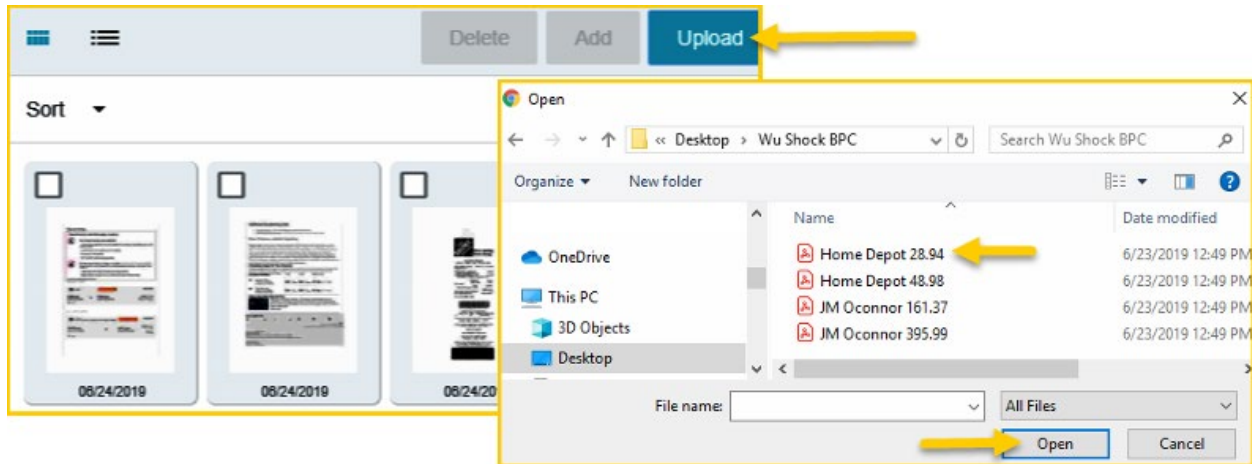 Delete Add Upload
Sort
06/24/2019 06/24/2019 06/24/20
Open
« Desktop › Wu Shock BPC
Search Wu Shock BPC
Organize New folder
Name Date modified
OneDrive
This PC
3D Objects
Desktop
Home Depot 28.94 6/23/2019 12:49 PM
Home Depot 48.98 6/23/2019 12:49 PM
JM Oconnor 161.37 6/23/2019 12:49 PM
JM Oconnor 395.99 6/23/2019 12:49 PM
File name: All Files
Open Cancel